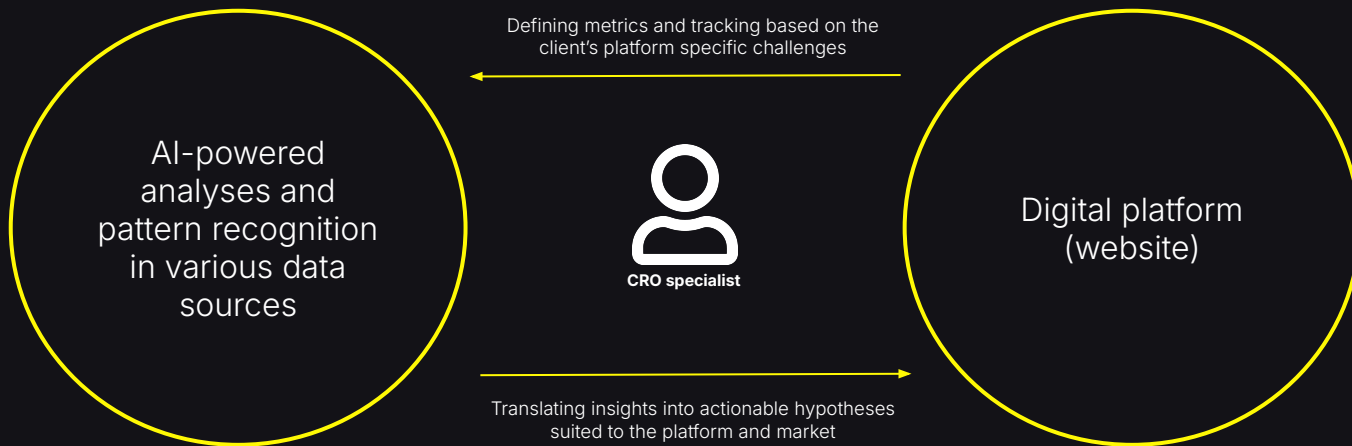 Defining metrics and tracking based on the
client’s platform specific challenges
AI-powered
analyses and
pattern recognition
in various data
sources
CRO specialist
Digital platform
(website)
Translating insights into actionable hypotheses
suited to the platform and market